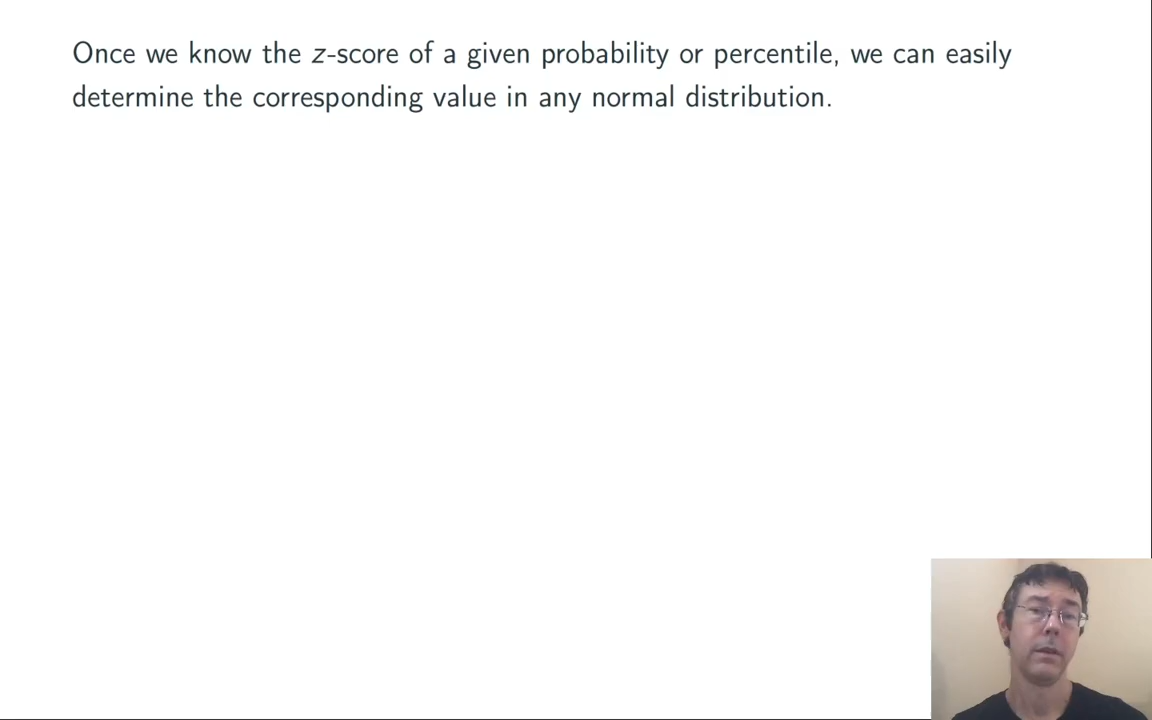 Once we know the z-score of a given probability or percentile, we can easily
determine the corresponding value in any normal distribution.